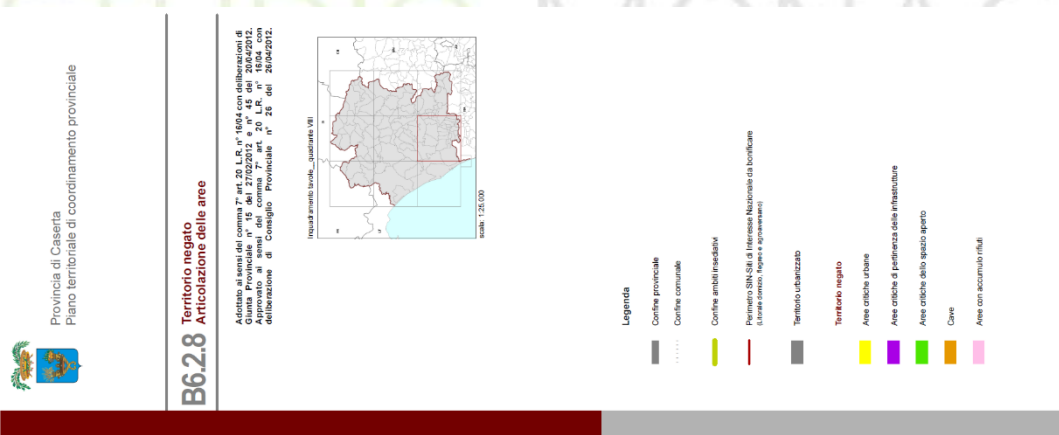 Provincia di Caserta
Piano territoriale di coordinamento provinciale
B6.2.8
Territorio negato
Articolazione delle aree
Adottato ai sensi del comma 7° art. 20 L.R. n° 16/04 con deliberazioni di
Giunta Provinciale n° 15 del 27/02/2012 e n° 45 del 20/04/2012.
Approvato ai sensi del comma 7° art. 20 L.R. n° 16/04 con
deliberazione di Consiglio Provinciale n° 26 del 26/04/2012.
Inquadramento tavole_quadrante VIII
scala: 1:25.000
Legenda
Confine provinciale
Confine comunale
Confine ambiti insediativi
Perimetro SIN-Siti di Interesse Nazionale da bonificare
(Litorale domizio, flegreo e agroaversano)
Territorio urbanizzato
Territorio negato
Aree critiche urbane
Aree critiche di pertinenza delle infrastrutture
Aree critiche dello spazio aperto
Cave
Aree con accumulo rifiuti